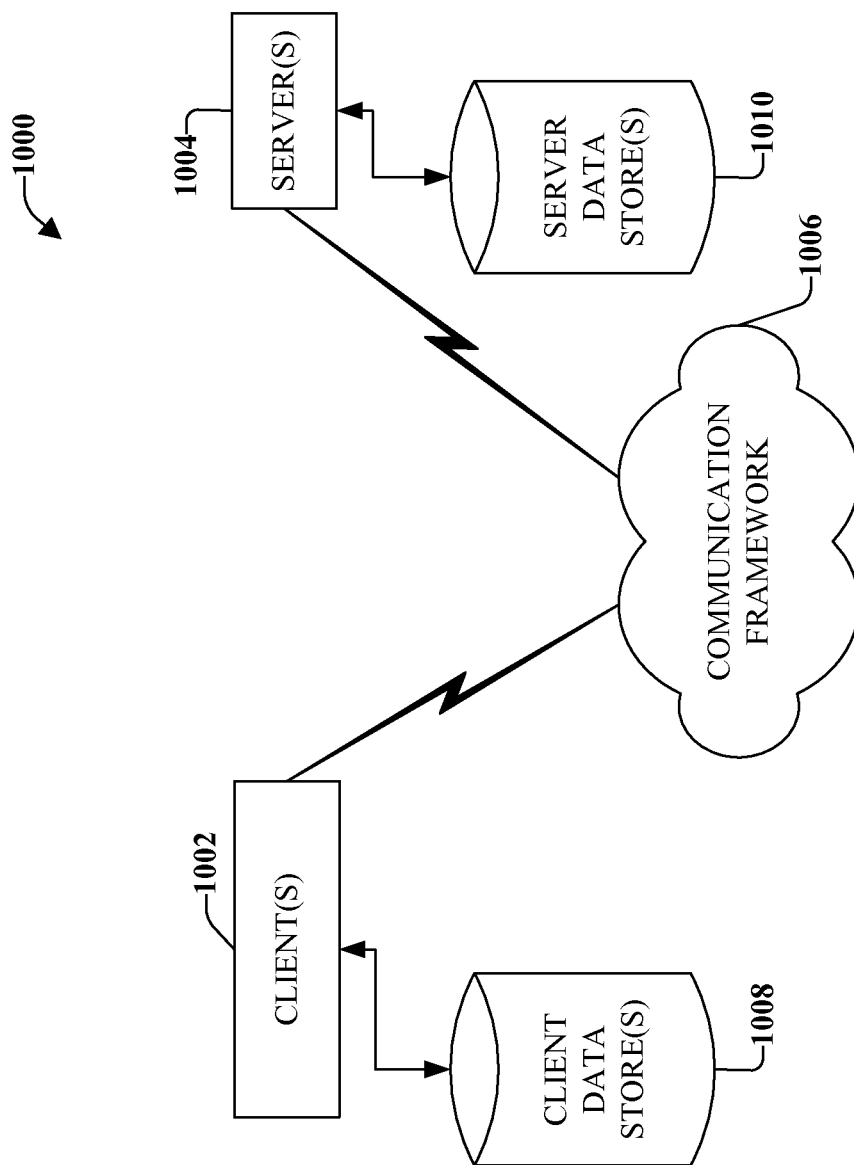 1000
1002
CLIENT(S)
1004
SERVER(S)
CLIENT
DATA
STORE(S)
1008
SERVER
DATA
STORE(S)
1010
1006
COMMUNICATION
FRAMEWORK